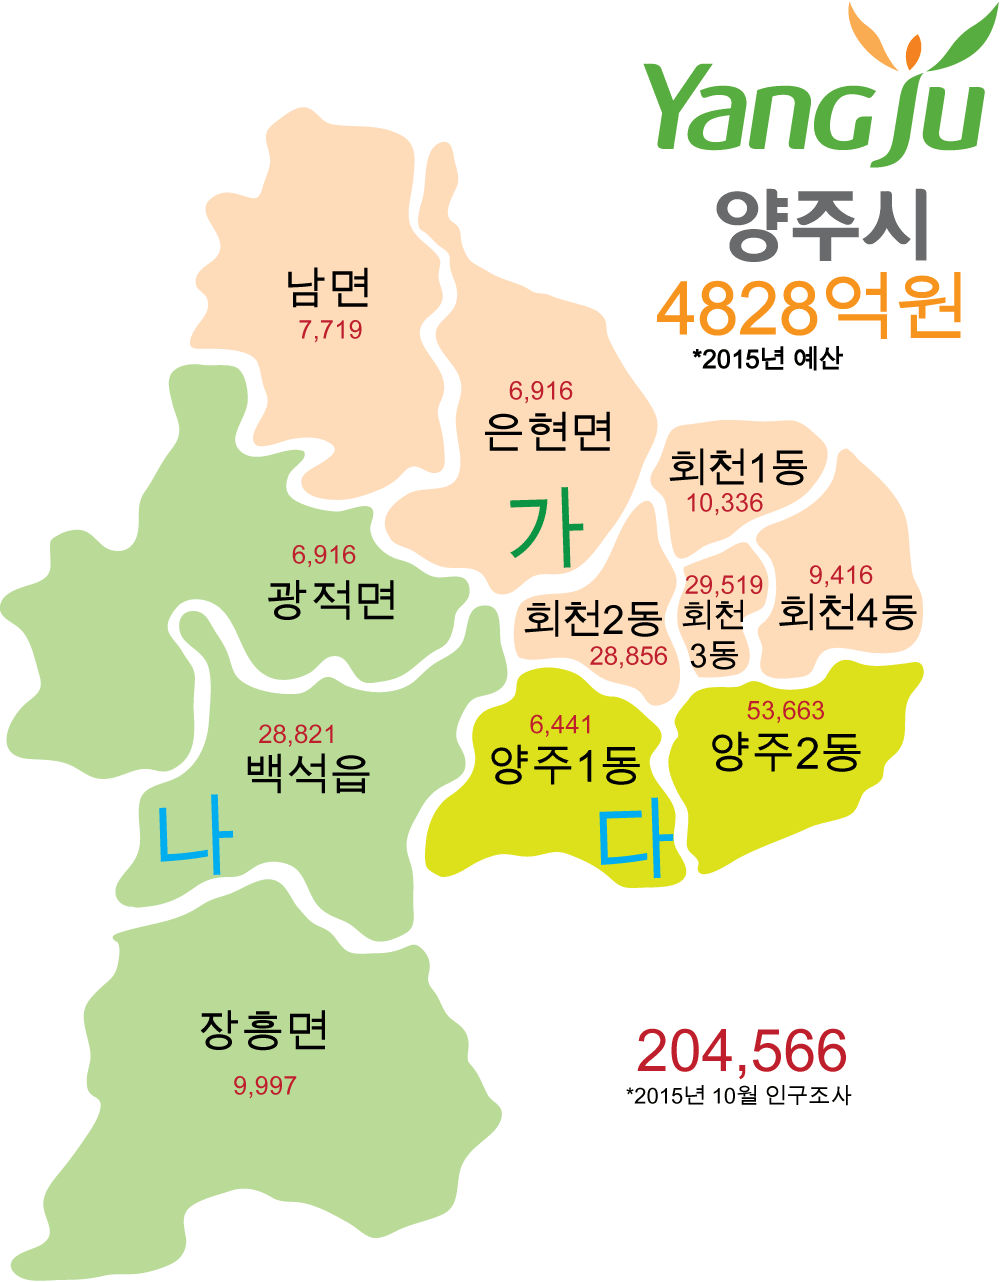 Yangju
양주시
4828억원
*2015년 예산
남면
7,719
6,916
은현면
가
회천1동
10,336
6,916
광적면
회천2동
28,856
29,519
회천
3동
9,416
회천4동
28,821
백석읍
나
6,441
양주1동
다
53,663
양주2동
장흥면
9,997
204,566
*2015년 10월 인구조사